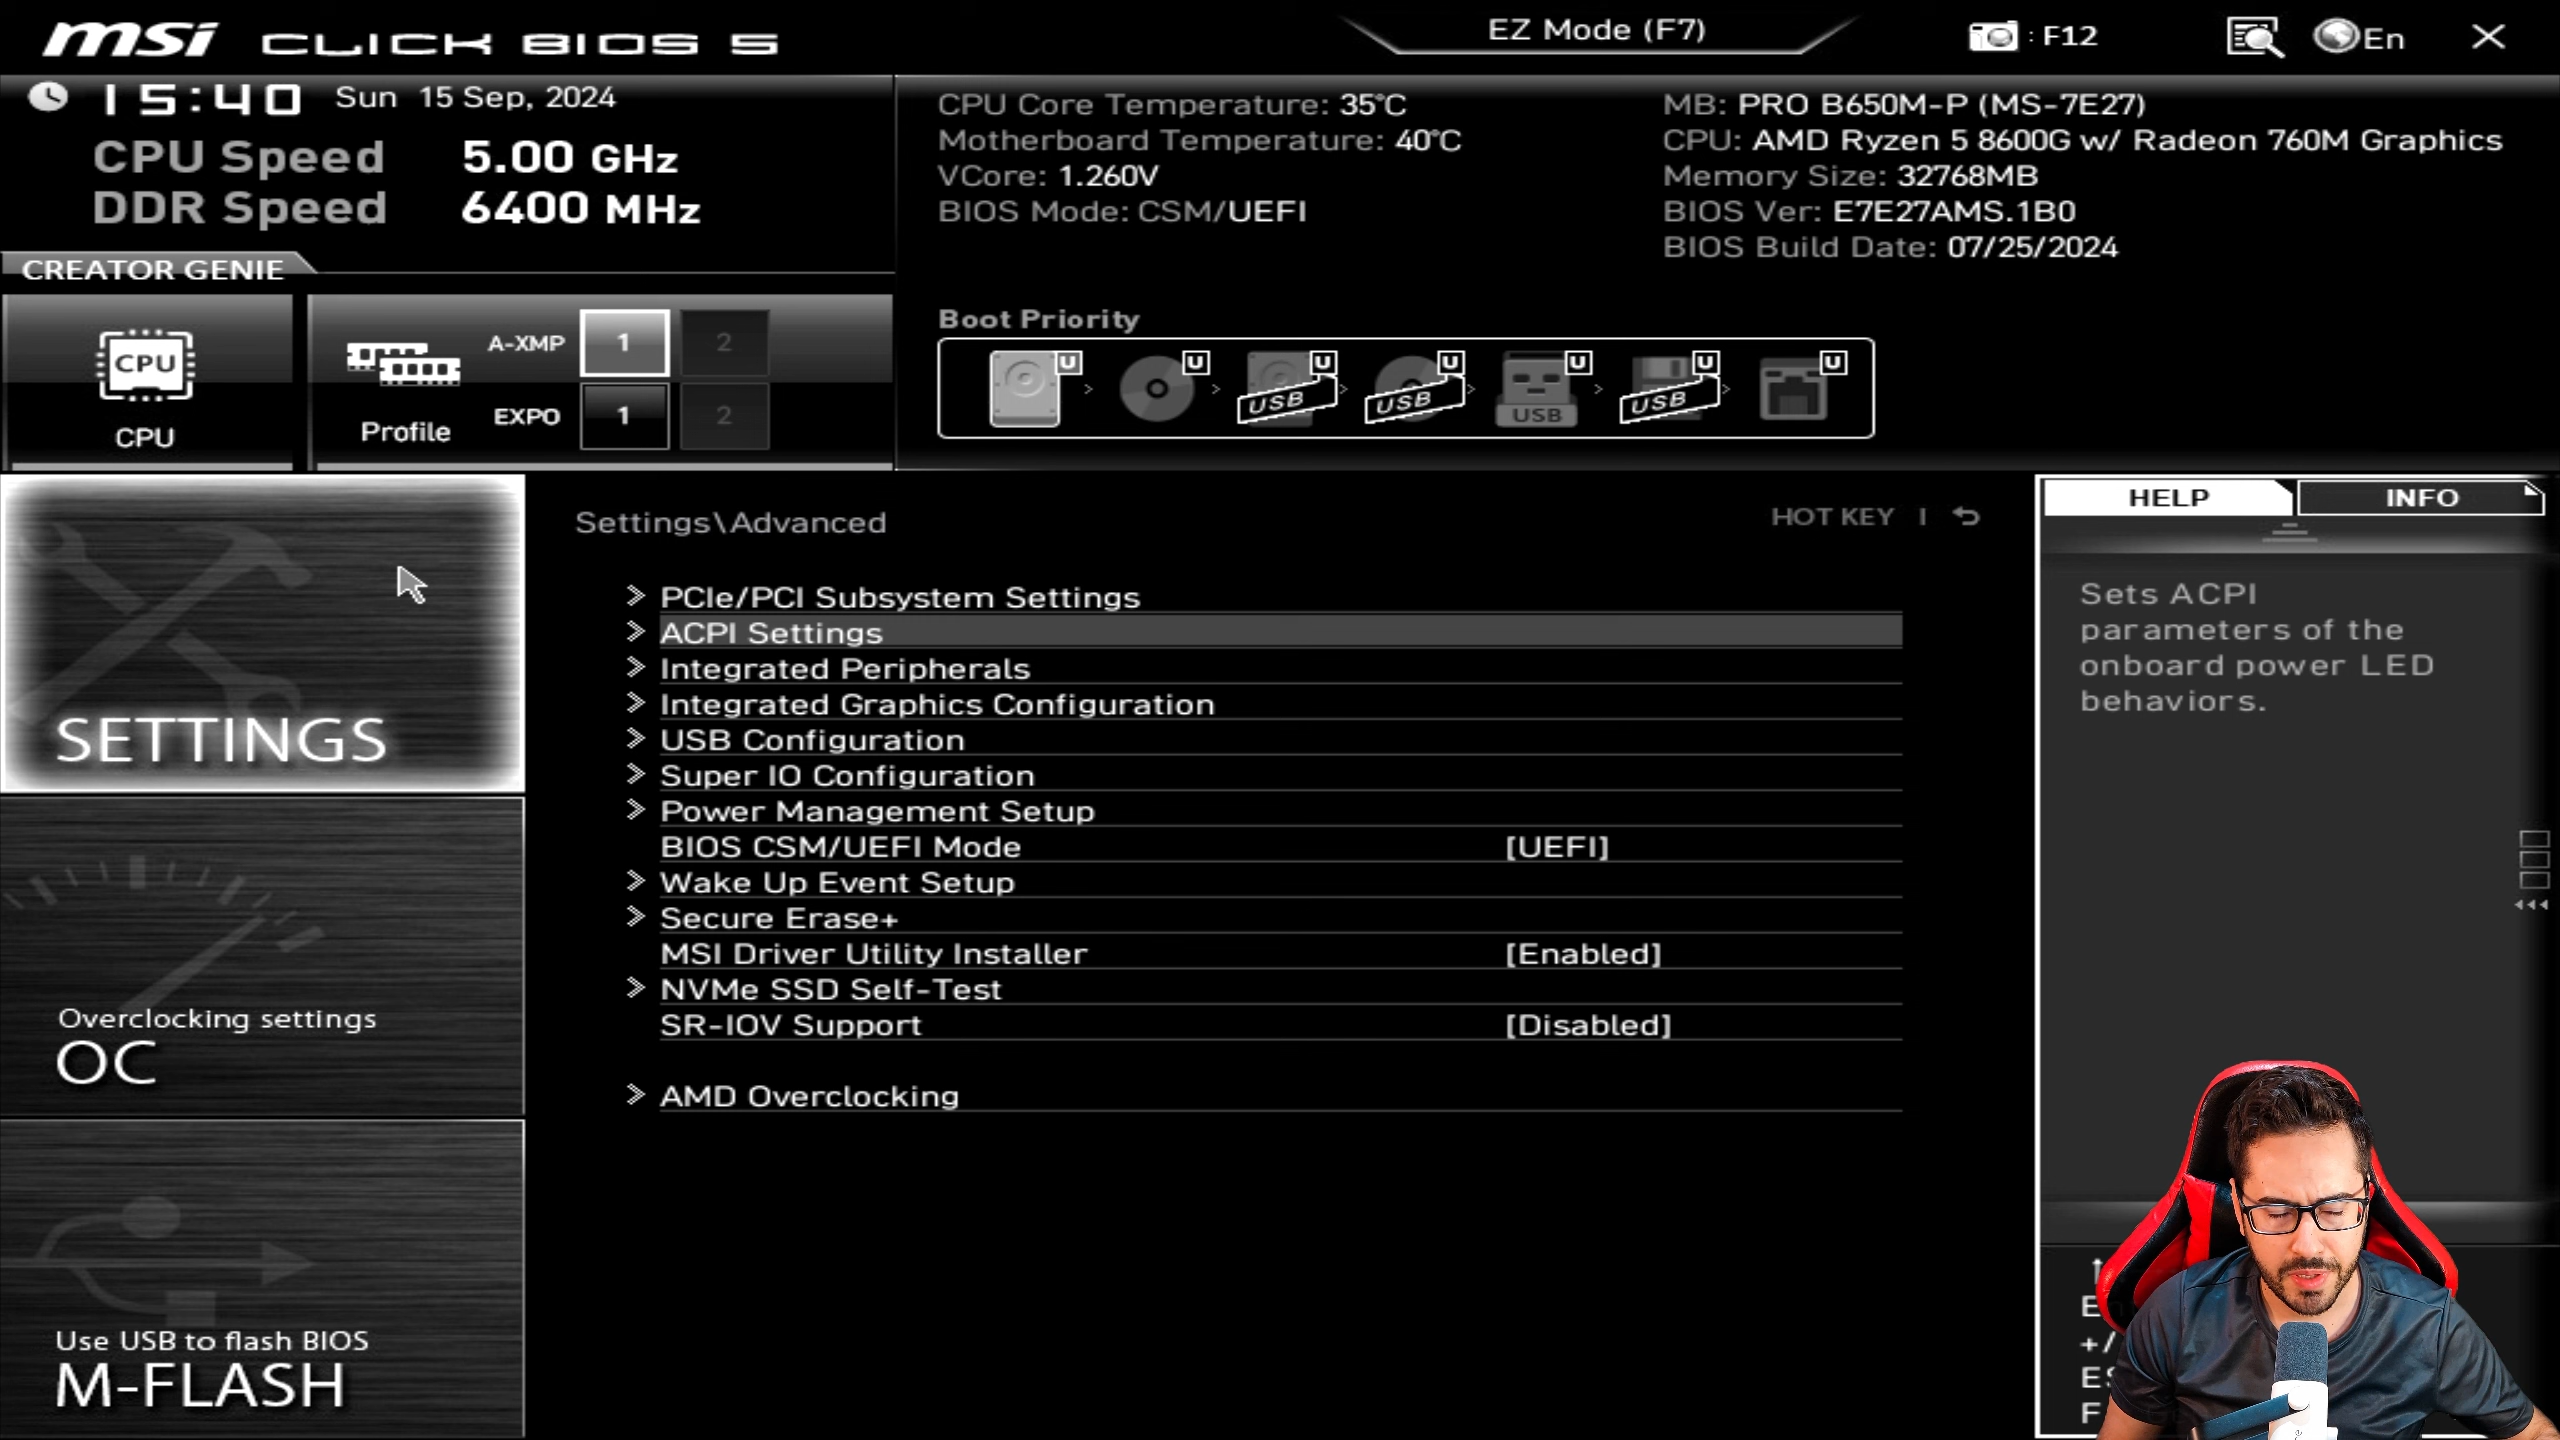 msi CLICK BIOS 5
EZ Mode (F7)
: F12
En
15:40 Sun 15 Sep, 2024
CPU Speed 5.00 GHz
DDR Speed 6400 MHz
CPU Core Temperature: 35°C
Motherboard Temperature: 40°C
VCore: 1.260V
BIOS Mode: CSM/UEFI
MB: PRO B650M-P (MS-7E27)
CPU: AMD Ryzen 5 8600G w/ Radeon 760M Graphics
Memory Size: 32768MB
BIOS Ver: E7E27AMS.1B0
BIOS Build Date: 07/25/2024
CREATOR GENIE
CPU
CPU
Profile
A-XMP 1 2
EXPO 1 2
Boot Priority
U U U U U U U
USB USB USB USB
SETTINGS
Overclocking settings
OC
Use USB to flash BIOS
M-FLASH
Settings\Advanced
HOT KEY |
PCIe/PCI Subsystem Settings
ACPI Settings
Integrated Peripherals
Integrated Graphics Configuration
USB Configuration
Super IO Configuration
Power Management Setup
BIOS CSM/UEFI Mode [UEFI]
Wake Up Event Setup
Secure Erase+
MSI Driver Utility Installer [Enabled]
NVMe SSD Self-Test
SR-IOV Support [Disabled]
AMD Overclocking
HELP
INFO
Sets ACPI
parameters of the
onboard power LED
behaviors.